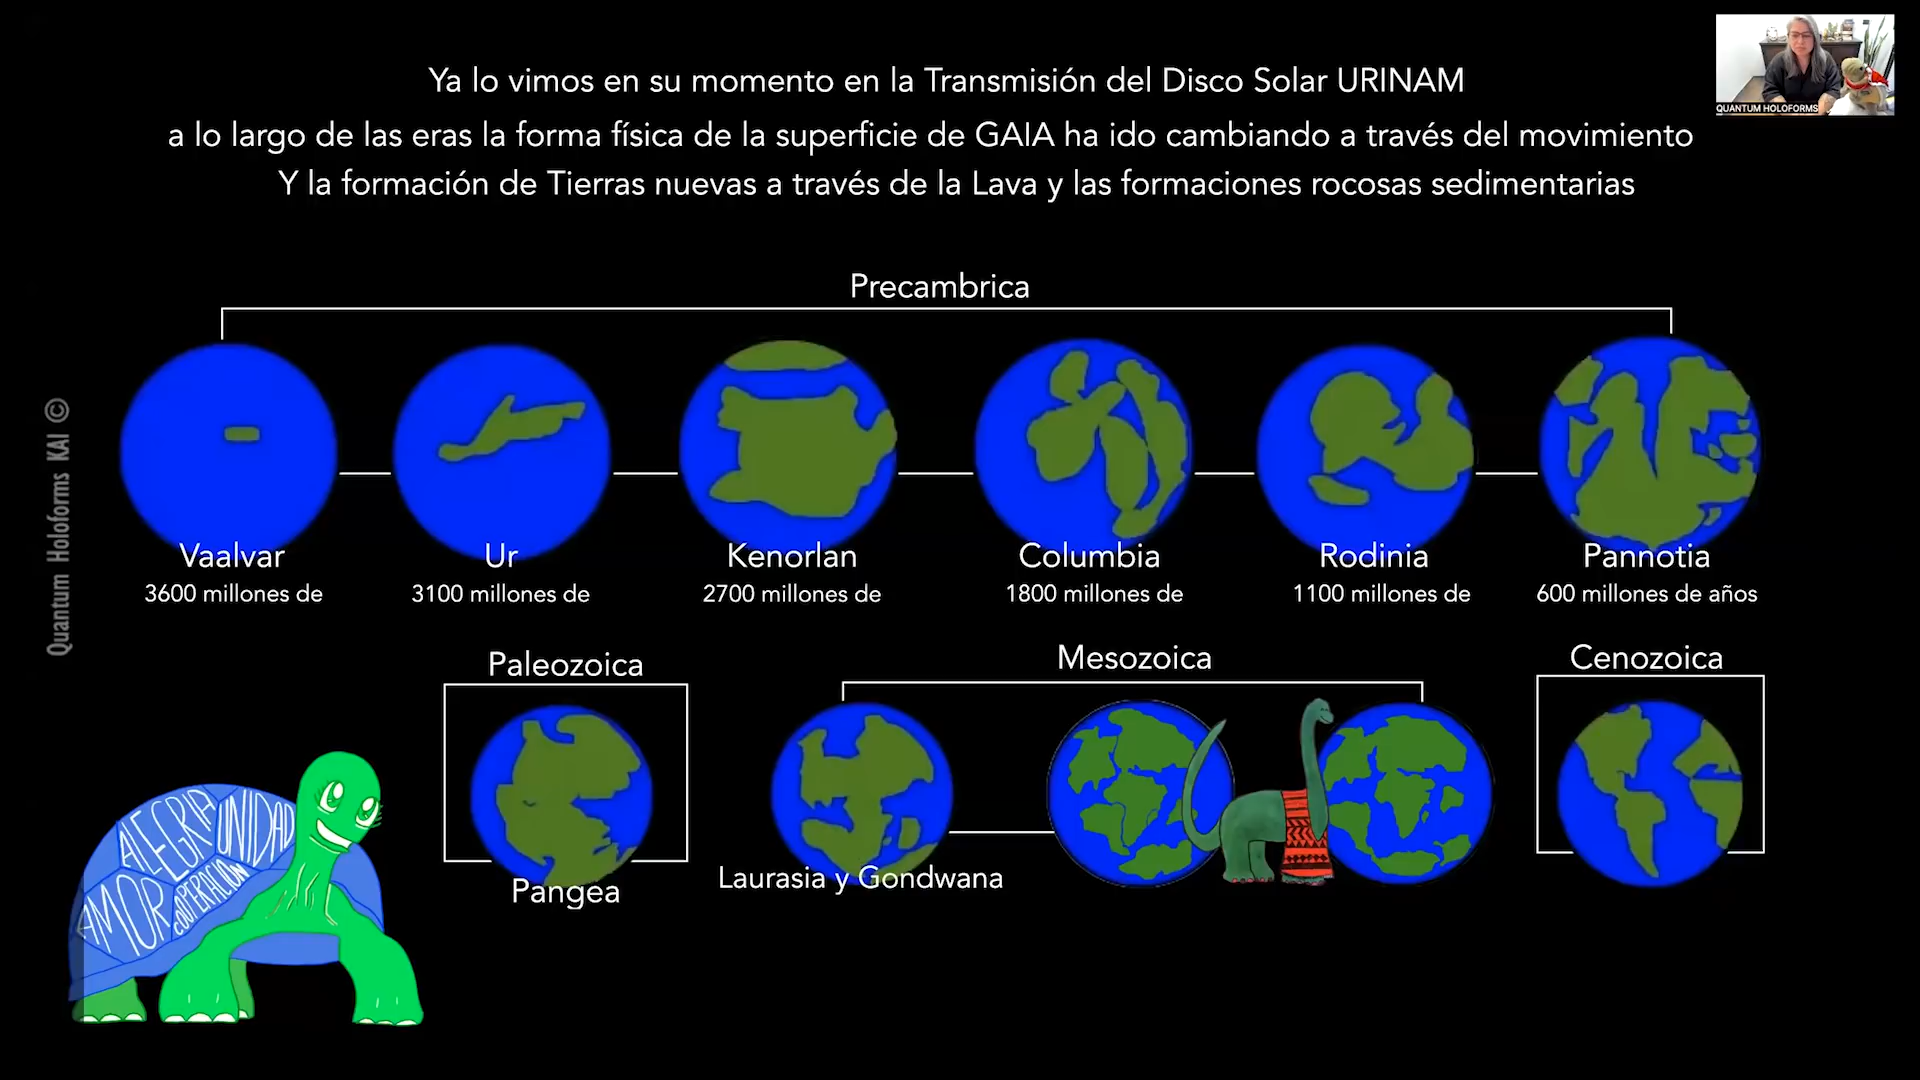 Ya lo vimos en su momento en la Transmisión del Disco Solar URINAM
a lo largo de las eras la forma física de la superficie de GAIA ha ido cambiando a través del movimiento
Y la formación de Tierras nuevas a través de la Lava y las formaciones rocosas sedimentarias
QUANTUM HOLOFORMS
Precambrica
Vaalvar
3600 millones de
Ur
3100 millones de
Kenorlan
2700 millones de
Columbia
1800 millones de
Rodinia
1100 millones de
Pannotia
600 millones de años
Quantum Holoforms KAI ©
Paleozoica
Pangea
Mesozoica
Laurasia y Gondwana
Cenozoica
ALEGRIA
UNIDAD
AMOR
COOPERACIÓN